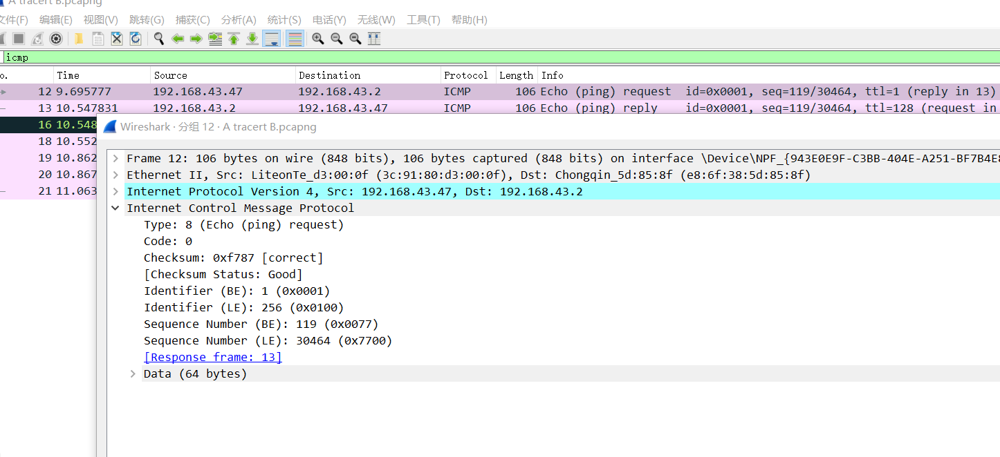 A tracert B.pcapng
文件(F) 编辑(E) 视图(V) 跳转(G) 捕获(C) 分析(A) 统计(S) 电话(Y) 无线(W) 工具(T) 帮助(H)
icmp
o. Time Source Destination Protocol Length Info
12 9.695777 192.168.43.47 192.168.43.2 ICMP 106 Echo (ping) request id=0x0001, seq=119/30464, ttl=1 (reply in 13)
13 10.547831 192.168.43.2 192.168.43.47 ICMP 106 Echo (ping) reply id=0x0001, seq=119/30464, ttl=128 (request in
16 10.548
18 10.552
19 10.862
20 10.867
21 11.063
Wireshark · 分组 12 · A tracert B.pcapng
Frame 12: 106 bytes on wire (848 bits), 106 bytes captured (848 bits) on interface \Device\NPF_{943E0E9F-C3BB-404E-A251-BF7B4E8
Ethernet II, Src: LiteonTe_d3:00:0f (3c:91:80:d3:00:0f), Dst: Chongqin_5d:85:8f (e8:6f:38:5d:85:8f)
Internet Protocol Version 4, Src: 192.168.43.47, Dst: 192.168.43.2
Internet Control Message Protocol
Type: 8 (Echo (ping) request)
Code: 0
Checksum: 0xf787 [correct]
[Checksum Status: Good]
Identifier (BE): 1 (0x0001)
Identifier (LE): 256 (0x0100)
Sequence Number (BE): 119 (0x0077)
Sequence Number (LE): 30464 (0x7700)
[Response frame: 13]
Data (64 bytes)